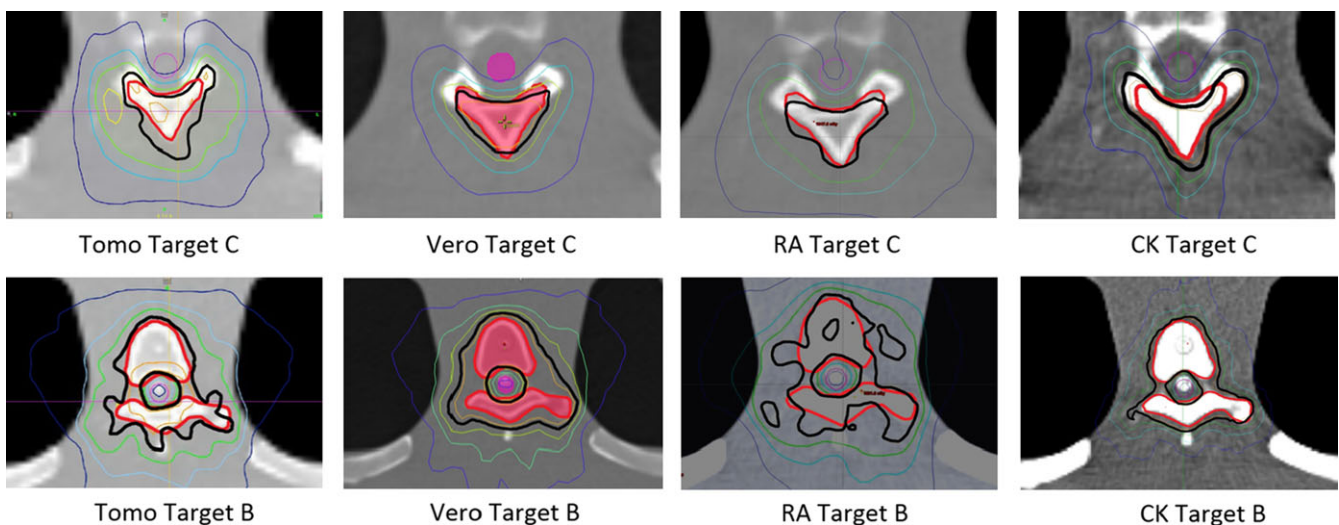 Tomo Target C
Vero Target C
RA Target C
CK Target C
Tomo Target B
Vero Target B
RA Target B
CK Target B